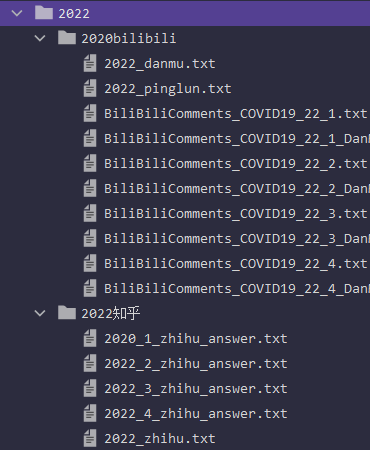 2022
2020bilibili
2022_danmu.txt
2022_pinglun.txt
BiliBiliComments_COVID19_22_1.txt
BiliBiliComments_COVID19_22_1_Dan
BiliBiliComments_COVID19_22_2.txt
BiliBiliComments_COVID19_22_2_Dan
BiliBiliComments_COVID19_22_3.txt
BiliBiliComments_COVID19_22_3_Dan
BiliBiliComments_COVID19_22_4.txt
BiliBiliComments_COVID19_22_4_Dan
2022知乎
2020_1_zhihu_answer.txt
2022_2_zhihu_answer.txt
2022_3_zhihu_answer.txt
2022_4_zhihu_answer.txt
2022_zhihu.txt